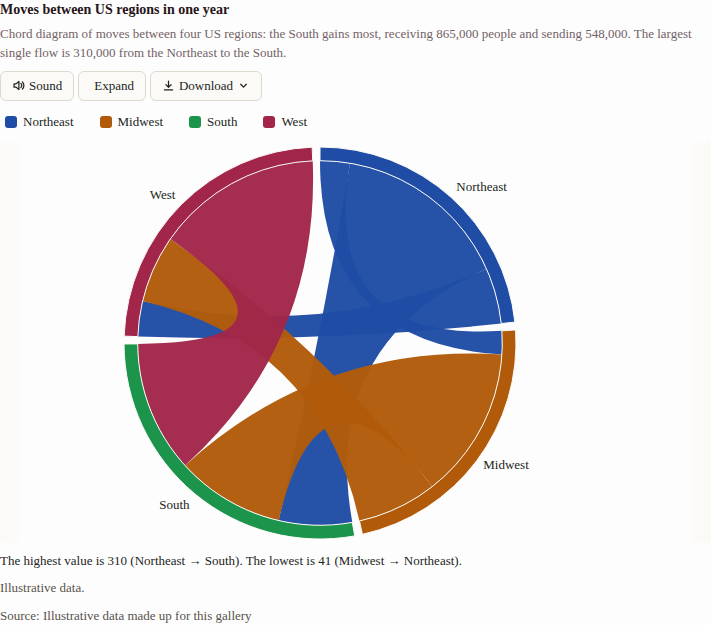 Moves between US regions in one year
Chord diagram of moves between four US regions: the South gains most, receiving 865,000 people and sending 548,000. The largest
single flow is 310,000 from the Northeast to the South.
Sound Expand Download
Northeast Midwest South West
West
Northeast
Midwest
South
The highest value is 310 (Northeast → South). The lowest is 41 (Midwest → Northeast).
Illustrative data.
Source: Illustrative data made up for this gallery